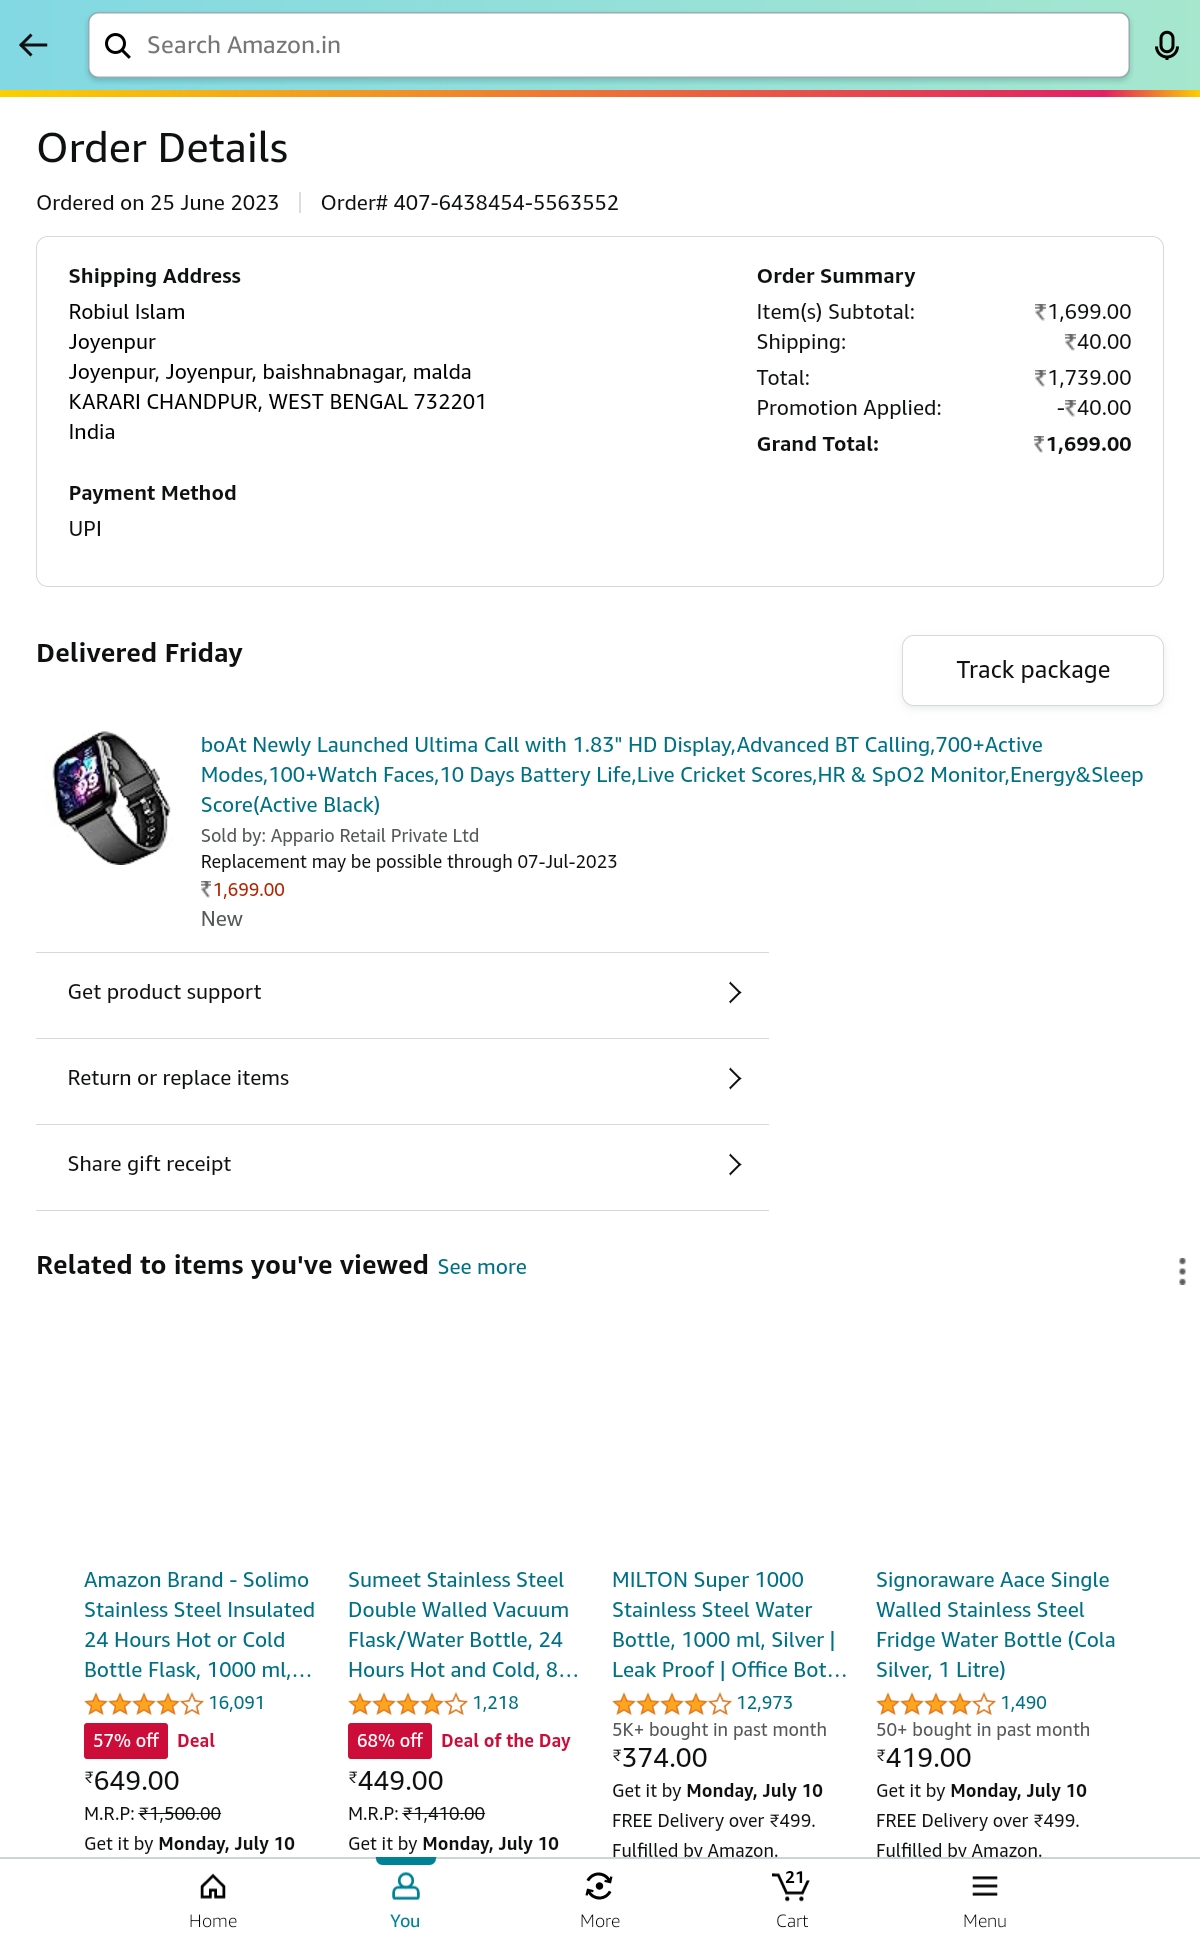 Search Amazon.in
Order Details
Ordered on 25 June 2023 | Order# 407-6438454-5563552
Shipping Address
Robiul Islam
Joyenpur
Joyenpur, Joyenpur, baishnabnagar, malda
KARARI CHANDPUR, WEST BENGAL 732201
India
Payment Method
UPI
Order Summary
Item(s) Subtotal: ₹1,699.00
Shipping: ₹40.00
Total: ₹1,739.00
Promotion Applied: -₹40.00
Grand Total: ₹1,699.00
Delivered Friday
Track package
boAt Newly Launched Ultima Call with 1.83" HD Display,Advanced BT Calling,700+Active
Modes,100+Watch Faces,10 Days Battery Life,Live Cricket Scores,HR & SpO2 Monitor,Energy&Sleep
Score(Active Black)
Sold by: Appario Retail Private Ltd
Replacement may be possible through 07-Jul-2023
₹1,699.00
New
Get product support
Return or replace items
Share gift receipt
Related to items you've viewed See more
Amazon Brand - Solimo
Stainless Steel Insulated
24 Hours Hot or Cold
Bottle Flask, 1000 ml,...
16,091
57% off Deal
₹649.00
M.R.P: ₹1,500.00
Get it by Monday, July 10
Sumeet Stainless Steel
Double Walled Vacuum
Flask/Water Bottle, 24
Hours Hot and Cold, 8...
1,218
68% off Deal of the Day
₹449.00
M.R.P: ₹1,410.00
Get it by Monday, July 10
MILTON Super 1000
Stainless Steel Water
Bottle, 1000 ml, Silver |
Leak Proof | Office Bot...
12,973
5K+ bought in past month
₹374.00
Get it by Monday, July 10
FREE Delivery over ₹499.
Fulfilled by Amazon.
Signoraware Aace Single
Walled Stainless Steel
Fridge Water Bottle (Cola
Silver, 1 Litre)
1,490
50+ bought in past month
₹419.00
Get it by Monday, July 10
FREE Delivery over ₹499.
Fulfilled by Amazon.
21
Home You More Cart Menu